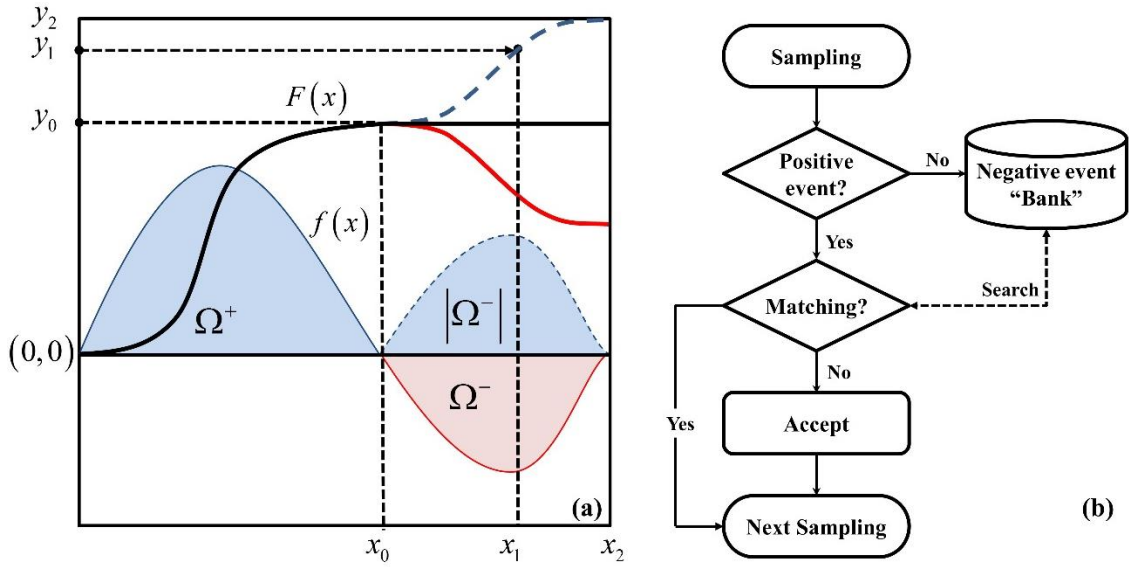 y₂
y₁
y₀
F(x)
f(x)
Ω⁺
|Ω⁻|
(0,0)
Ω⁻
(a)
x₀
x₁
x₂
Sampling
Positive
event?
No
Negative event
“Bank”
Yes
Search
Matching?
No
Yes
Accept
Next Sampling
(b)